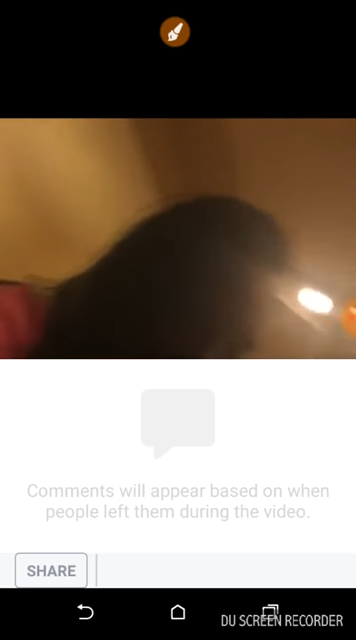 Comments will appear based on when
people left them during the video.
SHARE
DU SCREEN RECORDER